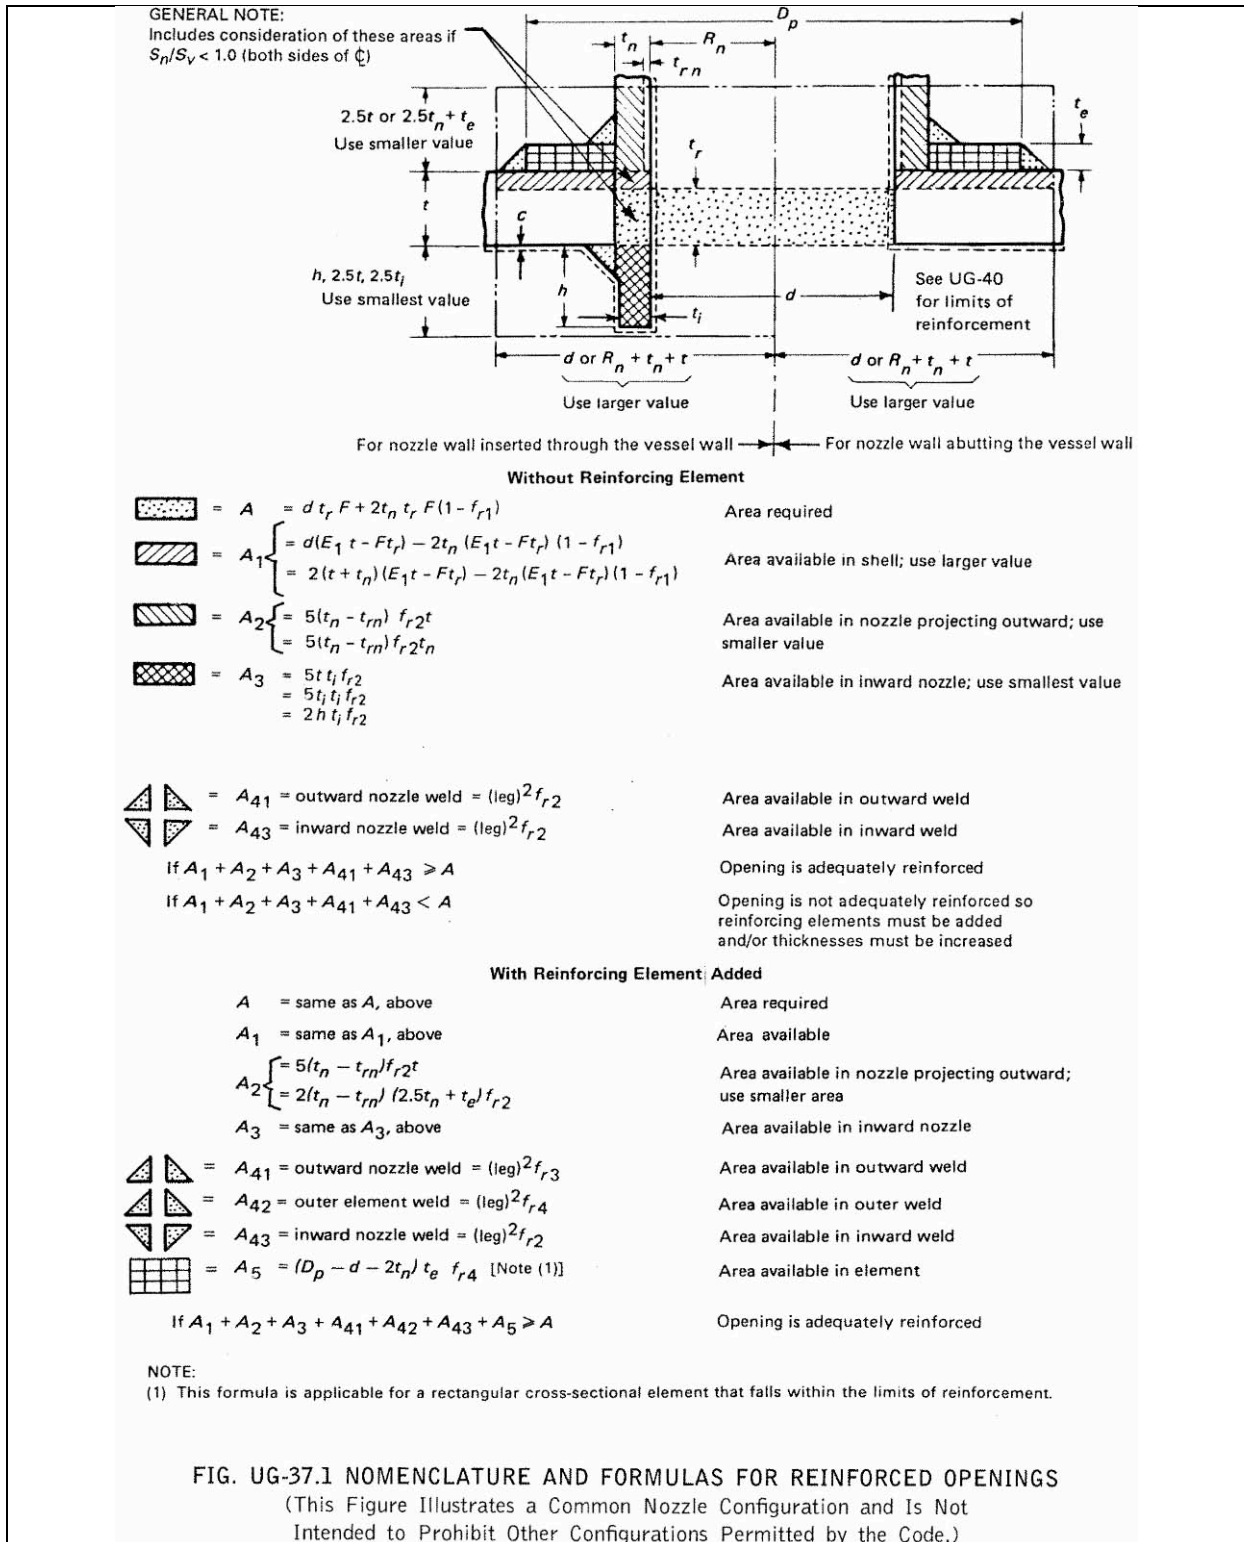 GENERAL NOTE:
Includes consideration of these areas if
Sn/Sv < 1.0 (both sides of ℄)
Dp
tn
Rn
trn
2.5t or 2.5tn + te
Use smaller value
te
tr
t
c
h, 2.5t, 2.5ti
Use smallest value
h
ti
d
See UG-40
for limits of
reinforcement
d or Rn + tn + t
d or Rn + tn + t
Use larger value
Use larger value
For nozzle wall inserted through the vessel wall
For nozzle wall abutting the vessel wall
Without Reinforcing Element
= A = d tr F + 2tn tr F (1 - fr1) Area required
= A1 { = d(E1 t - Ftr) - 2tn (E1t - Ftr) (1 - fr1)
Area available in shell; use larger value
= 2 (t + tn) (E1t - Ftr) - 2tn (E1t - Ftr) (1 - fr1)
= A2 { = 5(tn - trn) fr2t Area available in nozzle projecting outward; use
= 5(tn - trn) fr2tn smaller value
= A3 = 5t ti fr2 Area available in inward nozzle; use smallest value
= 5ti ti fr2
= 2h ti fr2
= A41 = outward nozzle weld = (leg)2fr2 Area available in outward weld
= A43 = inward nozzle weld = (leg)2fr2 Area available in inward weld
If A1 + A2 + A3 + A41 + A43 ⩾ A Opening is adequately reinforced
If A1 + A2 + A3 + A41 + A43 < A Opening is not adequately reinforced so
reinforcing elements must be added
and/or thicknesses must be increased
With Reinforcing Element Added
A = same as A, above Area required
A1 = same as A1, above Area available
A2 { = 5(tn - trn)fr2t Area available in nozzle projecting outward;
= 2(tn - trn) (2.5tn + te) fr2 use smaller area
A3 = same as A3, above Area available in inward nozzle
= A41 = outward nozzle weld = (leg)2fr3 Area available in outward weld
= A42 = outer element weld = (leg)2fr4 Area available in outer weld
= A43 = inward nozzle weld = (leg)2fr2 Area available in inward weld
= A5 = (Dp - d - 2tn) te fr4 [Note (1)] Area available in element
If A1 + A2 + A3 + A41 + A42 + A43 + A5 ⩾ A Opening is adequately reinforced
NOTE:
(1) This formula is applicable for a rectangular cross-sectional element that falls within the limits of reinforcement.
FIG. UG-37.1 NOMENCLATURE AND FORMULAS FOR REINFORCED OPENINGS
(This Figure Illustrates a Common Nozzle Configuration and Is Not
Intended to Prohibit Other Configurations Permitted by the Code.)